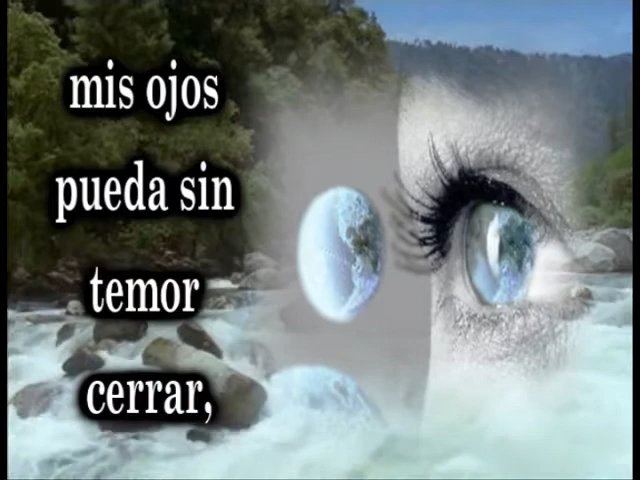 mis ojos
pueda sin
temor
cerrar,